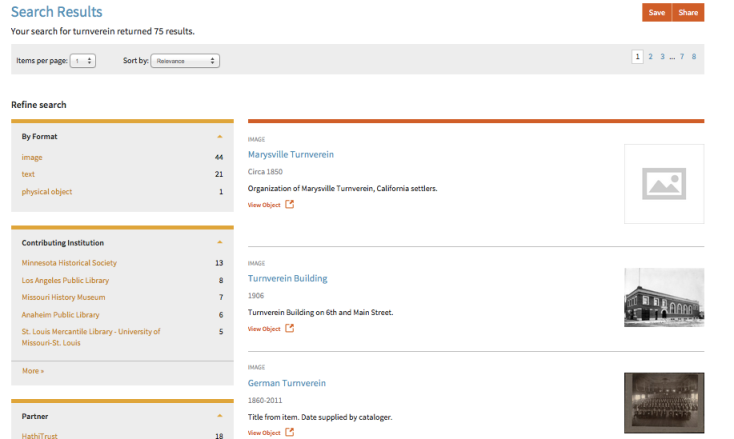 Search Results
Save Share
Your search for turnverein returned 75 results.
Items per page: 1 Sort by: Relevance
1 2 3 ... 7 8
Refine search
By Format
image 44
text 21
physical object 1
Contributing Institution
Minnesota Historical Society 13
Los Angeles Public Library 8
Missouri History Museum 7
Anaheim Public Library 6
St. Louis Mercantile Library - University of 5
Missouri-St. Louis
More »
Partner
HathiTrust 18
IMAGE
Marysville Turnverein
Circa 1850
Organization of Marysville Turnverein, California settlers.
View Object
IMAGE
Turnverein Building
1906
Turnverein Building on 6th and Main Street.
View Object
IMAGE
German Turnverein
1860-2011
Title from item. Date supplied by cataloger.
View Object